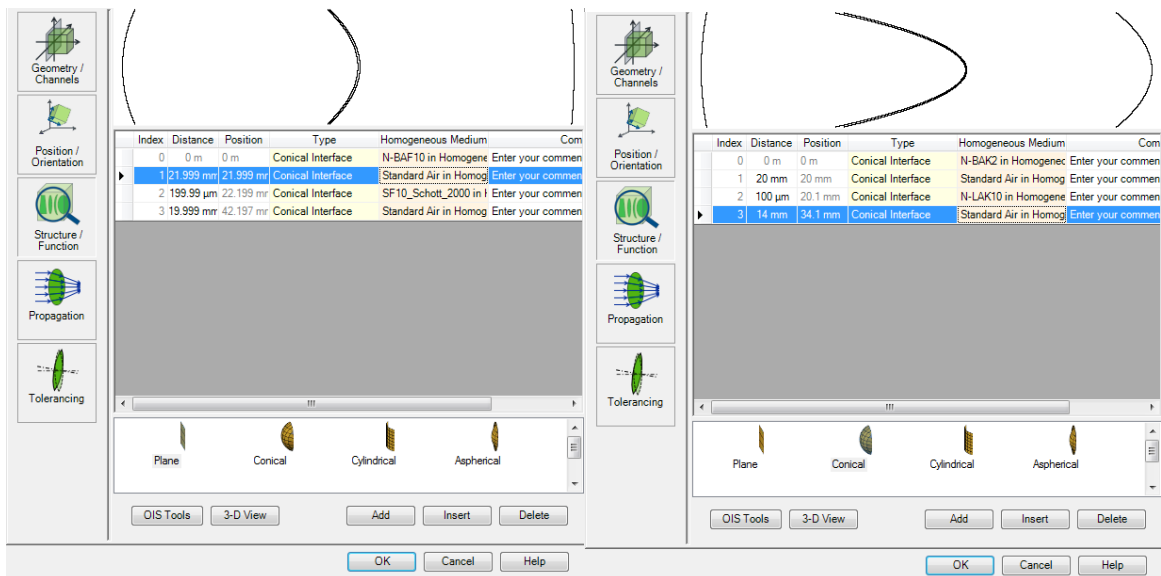 Geometry /
Channels
Position /
Orientation
Structure /
Function
Propagation
Tolerancing
Index Distance Position Type Homogeneous Medium Com
0 0 m 0 m Conical Interface N-BAF10 in Homogene Enter your commen
1 21.999 mm 21.999 mr Conical Interface Standard Air in Homog Enter your commen
2 199.99 µm 22.199 mr Conical Interface SF10_Schott_2000 in H Enter your commen
3 19.999 mm 42.197 mr Conical Interface Standard Air in Homog Enter your commen
Plane Conical Cylindrical Aspherical
OIS Tools 3-D View Add Insert Delete
OK Cancel Help
Geometry /
Channels
Position /
Orientation
Structure /
Function
Propagation
Tolerancing
Index Distance Position Type Homogeneous Medium Com
0 0 m 0 m Conical Interface N-BAK2 in Homogenec Enter your commen
1 20 mm 20 mm Conical Interface Standard Air in Homog Enter your commen
2 100 µm 20.1 mm Conical Interface N-LAK10 in Homogene Enter your commen
3 14 mm 34.1 mm Conical Interface Standard Air in Homog Enter your commen
Plane Conical Cylindrical Aspherical
OIS Tools 3-D View Add Insert Delete
OK Cancel Help